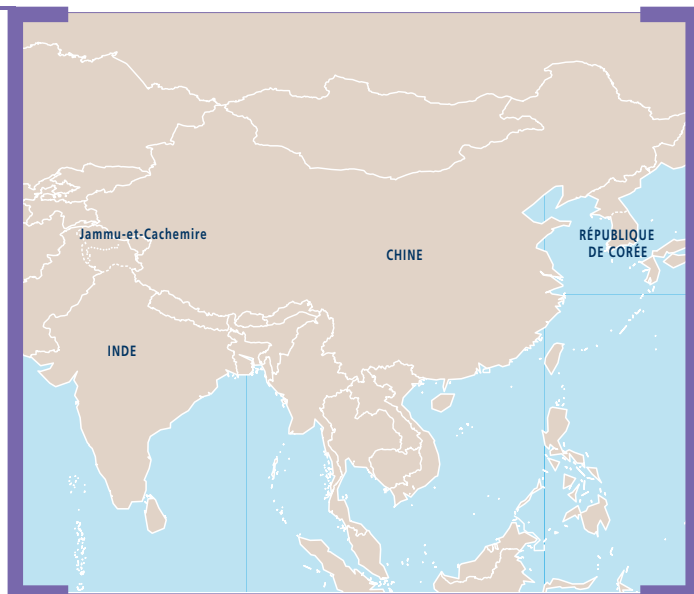 Jammu-et-Cachemire
RÉPUBLIQUE
DE CORÉE
CHINE
INDE